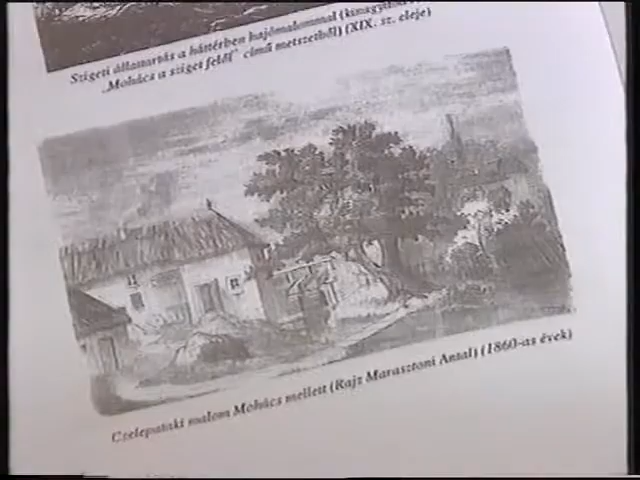 Szigeti állattartás a háttérben hajómalommal
„Mohács a sziget felől” című metszetből) (XIX. sz. eleje)
Czelepataki malom Mohács mellett (Rajz Marasztoni Antal) (1860-as évek)